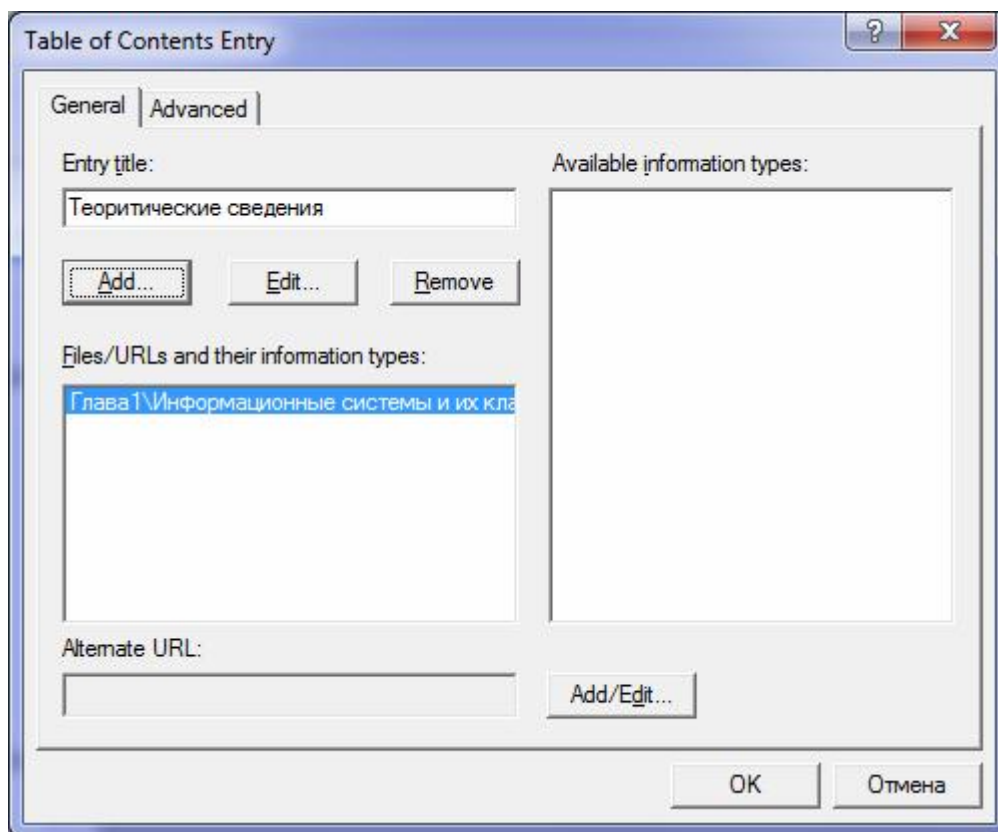 Table of Contents Entry
General
Advanced
Entry title:
Теоритические сведения
Add...
Edit...
Remove
Files/URLs and their information types:
Глава1\Информационные системы и их кла
Alternate URL:
Available information types:
Add/Edit...
OK
Отмена